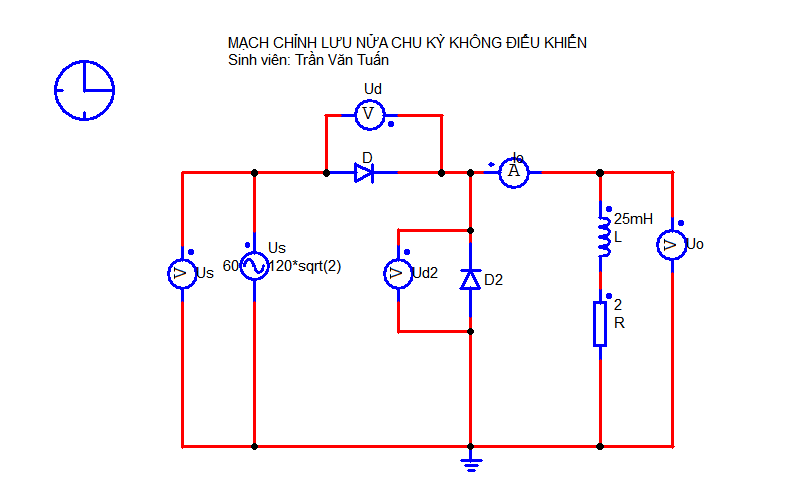 MẠCH CHỈNH LƯU NỬA CHU KỲ KHÔNG ĐIỀU KHIỂN
Sinh viên: Trần Văn Tuấn
Ud
V
D
Io
A
Us
60
120*sqrt(2)
V
Us
V
Ud2
D2
25mH
L
V
Uo
2
R